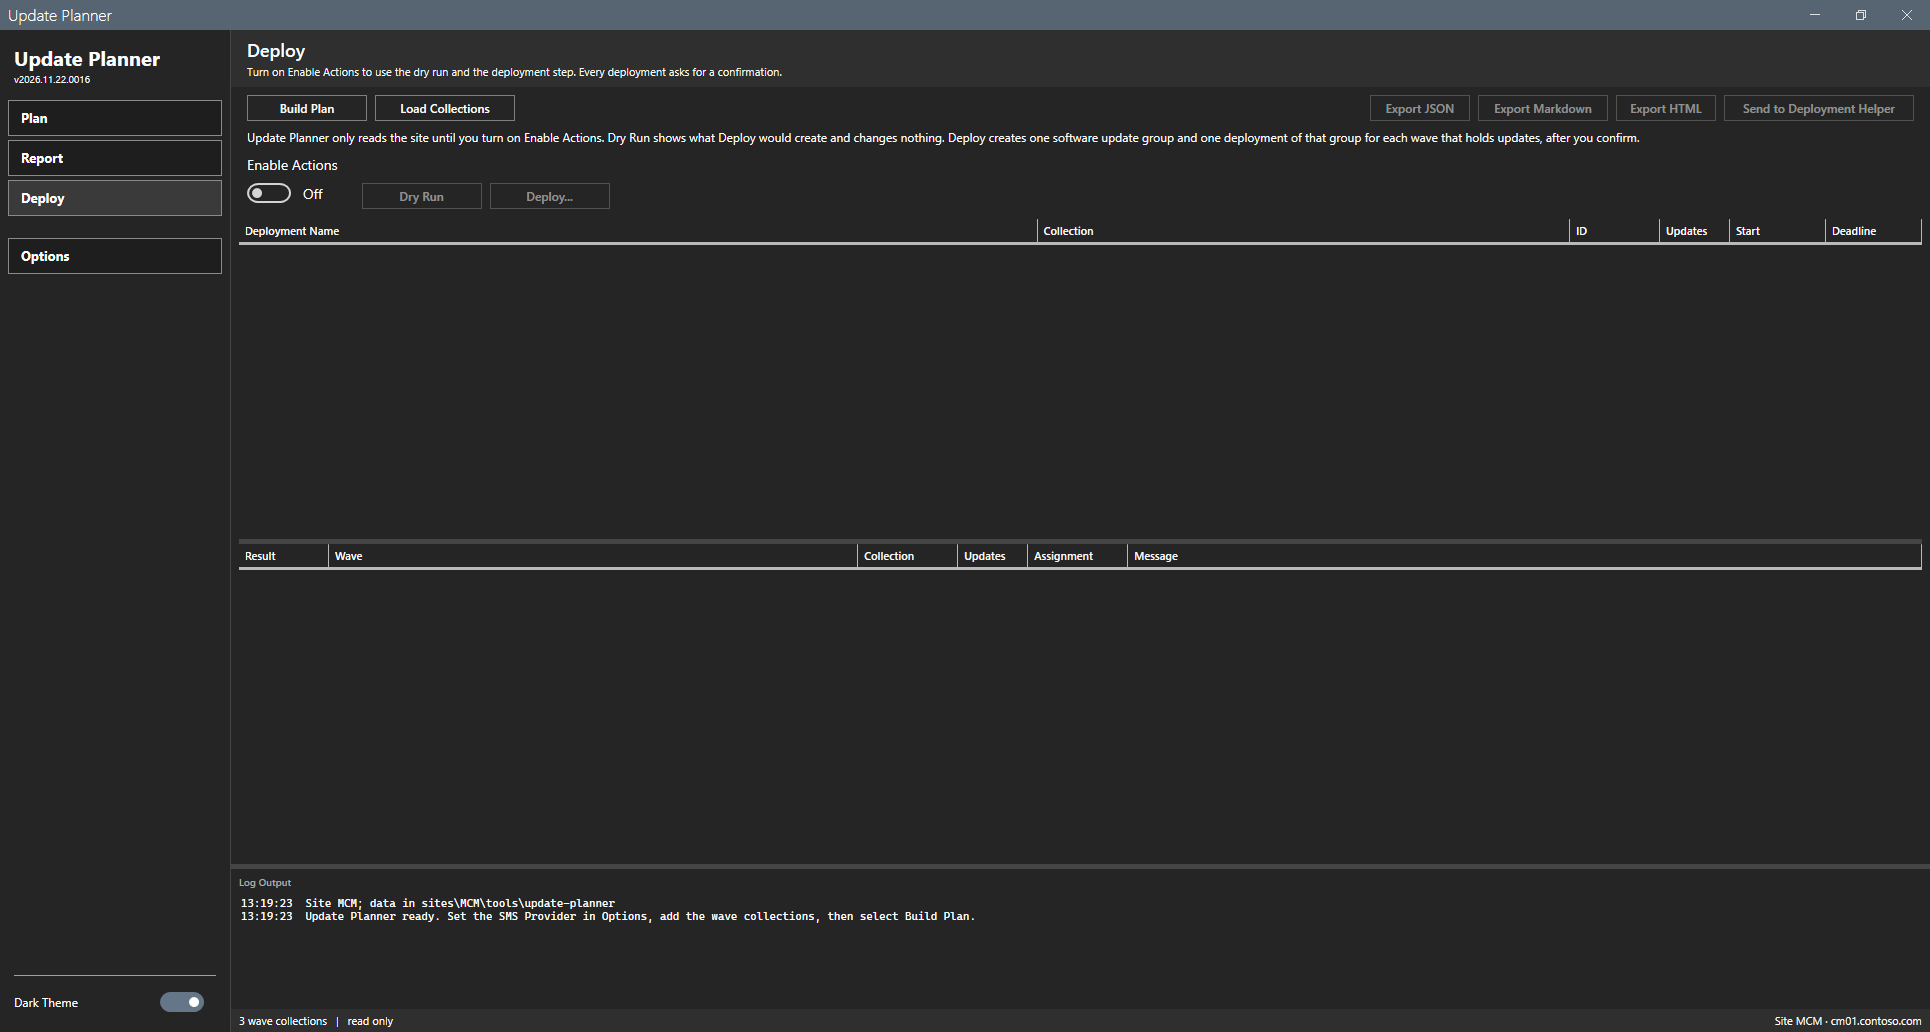 Update Planner
Update Planner
v2026.11.22.0016
Plan
Report
Deploy
Options
Dark Theme
Deploy
Turn on Enable Actions to use the dry run and the deployment step. Every deployment asks for a confirmation.
Build Plan
Load Collections
Export JSON
Export Markdown
Export HTML
Send to Deployment Helper
Update Planner only reads the site until you turn on Enable Actions. Dry Run shows what Deploy would create and changes nothing. Deploy creates one software update group and one deployment of that group for each wave that holds updates, after you confirm.
Enable Actions
Off
Dry Run
Deploy...
Deployment Name
Collection
ID
Updates
Start
Deadline
Result
Wave
Collection
Updates
Assignment
Message
Log Output
13:19:23  Site MCM; data in sites\MCM\tools\update-planner
13:19:23  Update Planner ready. Set the SMS Provider in Options, add the wave collections, then select Build Plan.
3 wave collections | read only
Site MCM · cm01.contoso.com